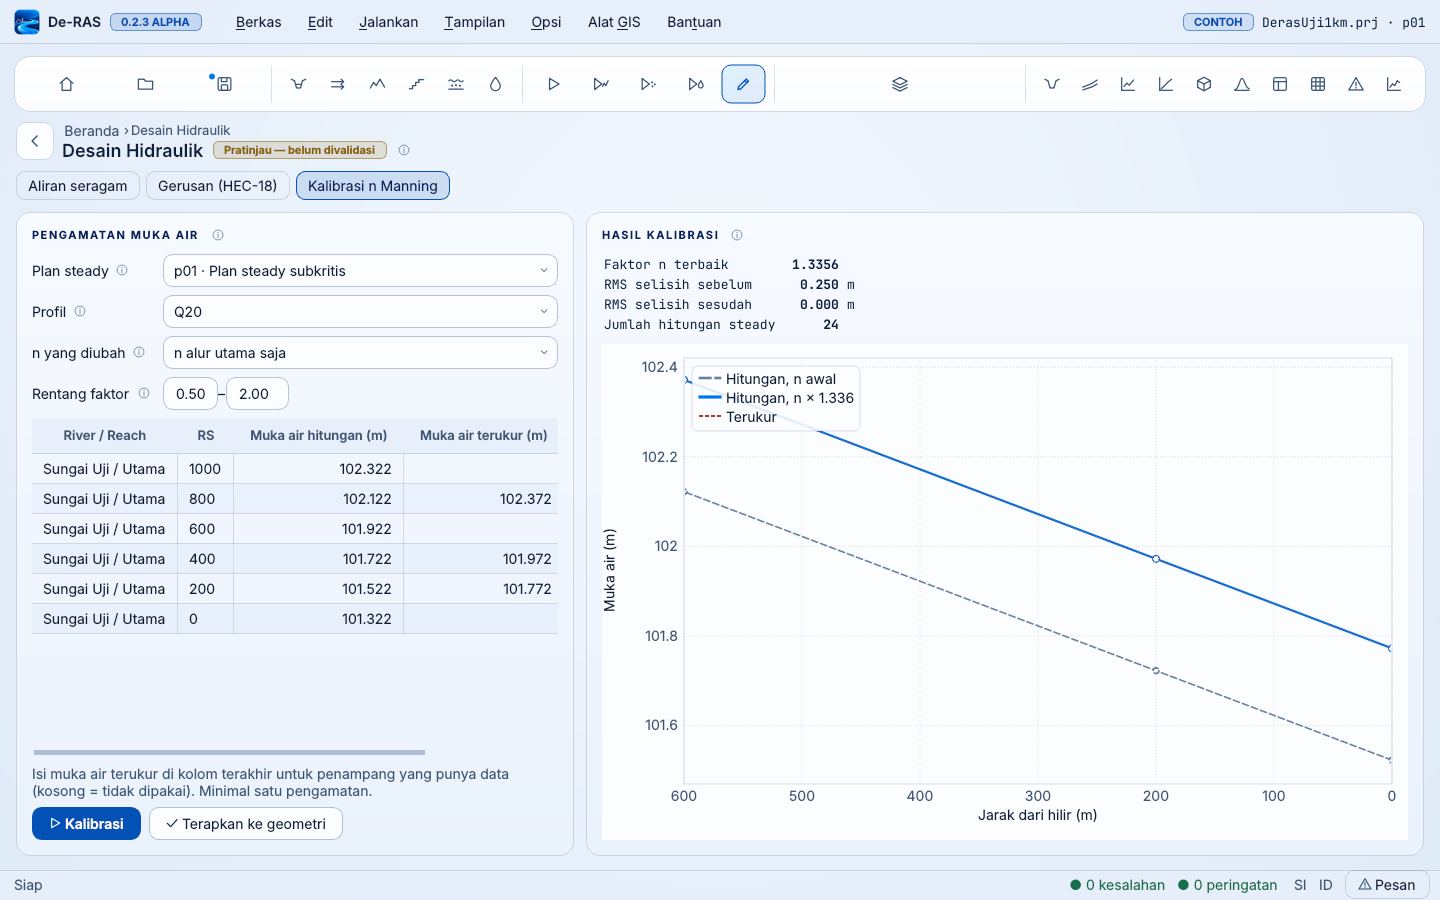 De-RAS 0.2.3 ALPHA Berkas Edit Jalankan Tampilan Opsi Alat GIS Bantuan CONTOH DerasUji1km.prj · p01
Beranda › Desain Hidraulik
Desain Hidraulik Pratinjau — belum divalidasi
Aliran seragam Gerusan (HEC-18) Kalibrasi n Manning
PENGAMATAN MUKA AIR
Plan steady p01 · Plan steady subkritis
Profil Q20
n yang diubah n alur utama saja
Rentang faktor 0.50 – 2.00
River / Reach RS Muka air hitungan (m) Muka air terukur (m)
Sungai Uji / Utama 1000 102.322
Sungai Uji / Utama 800 102.122 102.372
Sungai Uji / Utama 600 101.922
Sungai Uji / Utama 400 101.722 101.972
Sungai Uji / Utama 200 101.522 101.772
Sungai Uji / Utama 0 101.322
Isi muka air terukur di kolom terakhir untuk penampang yang punya data
(kosong = tidak dipakai). Minimal satu pengamatan.
Kalibrasi Terapkan ke geometri
HASIL KALIBRASI
Faktor n terbaik 1.3356
RMS selisih sebelum 0.250 m
RMS selisih sesudah 0.000 m
Jumlah hitungan steady 24
Hitungan, n awal
Hitungan, n × 1.336
Terukur
102.4
102.2
102
101.8
101.6
Muka air (m)
600 500 400 300 200 100 0
Jarak dari hilir (m)
Siap 0 kesalahan 0 peringatan SI ID Pesan